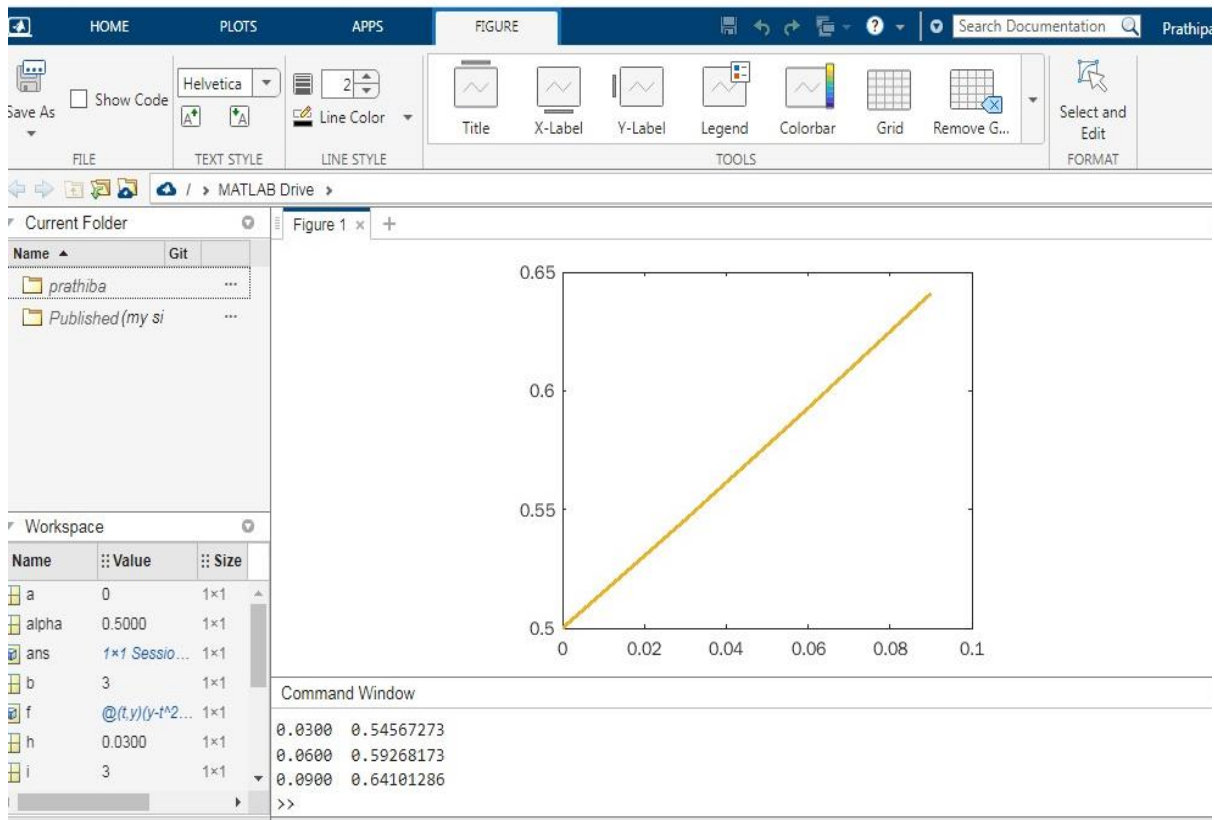 HOME PLOTS APPS FIGURE Search Documentation Prathipa
Save As Show Code Helvetica 2 Line Color Title X-Label Y-Label Legend Colorbar Grid Remove G... Select and Edit
FILE TEXT STYLE LINE STYLE TOOLS FORMAT
/ > MATLAB Drive >
Current Folder
Name Git
prathiba ...
Published (my si ...
Workspace
Name Value Size
a 0 1×1
alpha 0.5000 1×1
ans 1×1 Sessio... 1×1
b 3 1×1
f @(t,y)(y-t^2... 1×1
h 0.0300 1×1
i 3 1×1
Figure 1 × +
0.65
0.6
0.55
0.5
0 0.02 0.04 0.06 0.08 0.1
Command Window
0.0300 0.54567273
0.0600 0.59268173
0.0900 0.64101286
>>